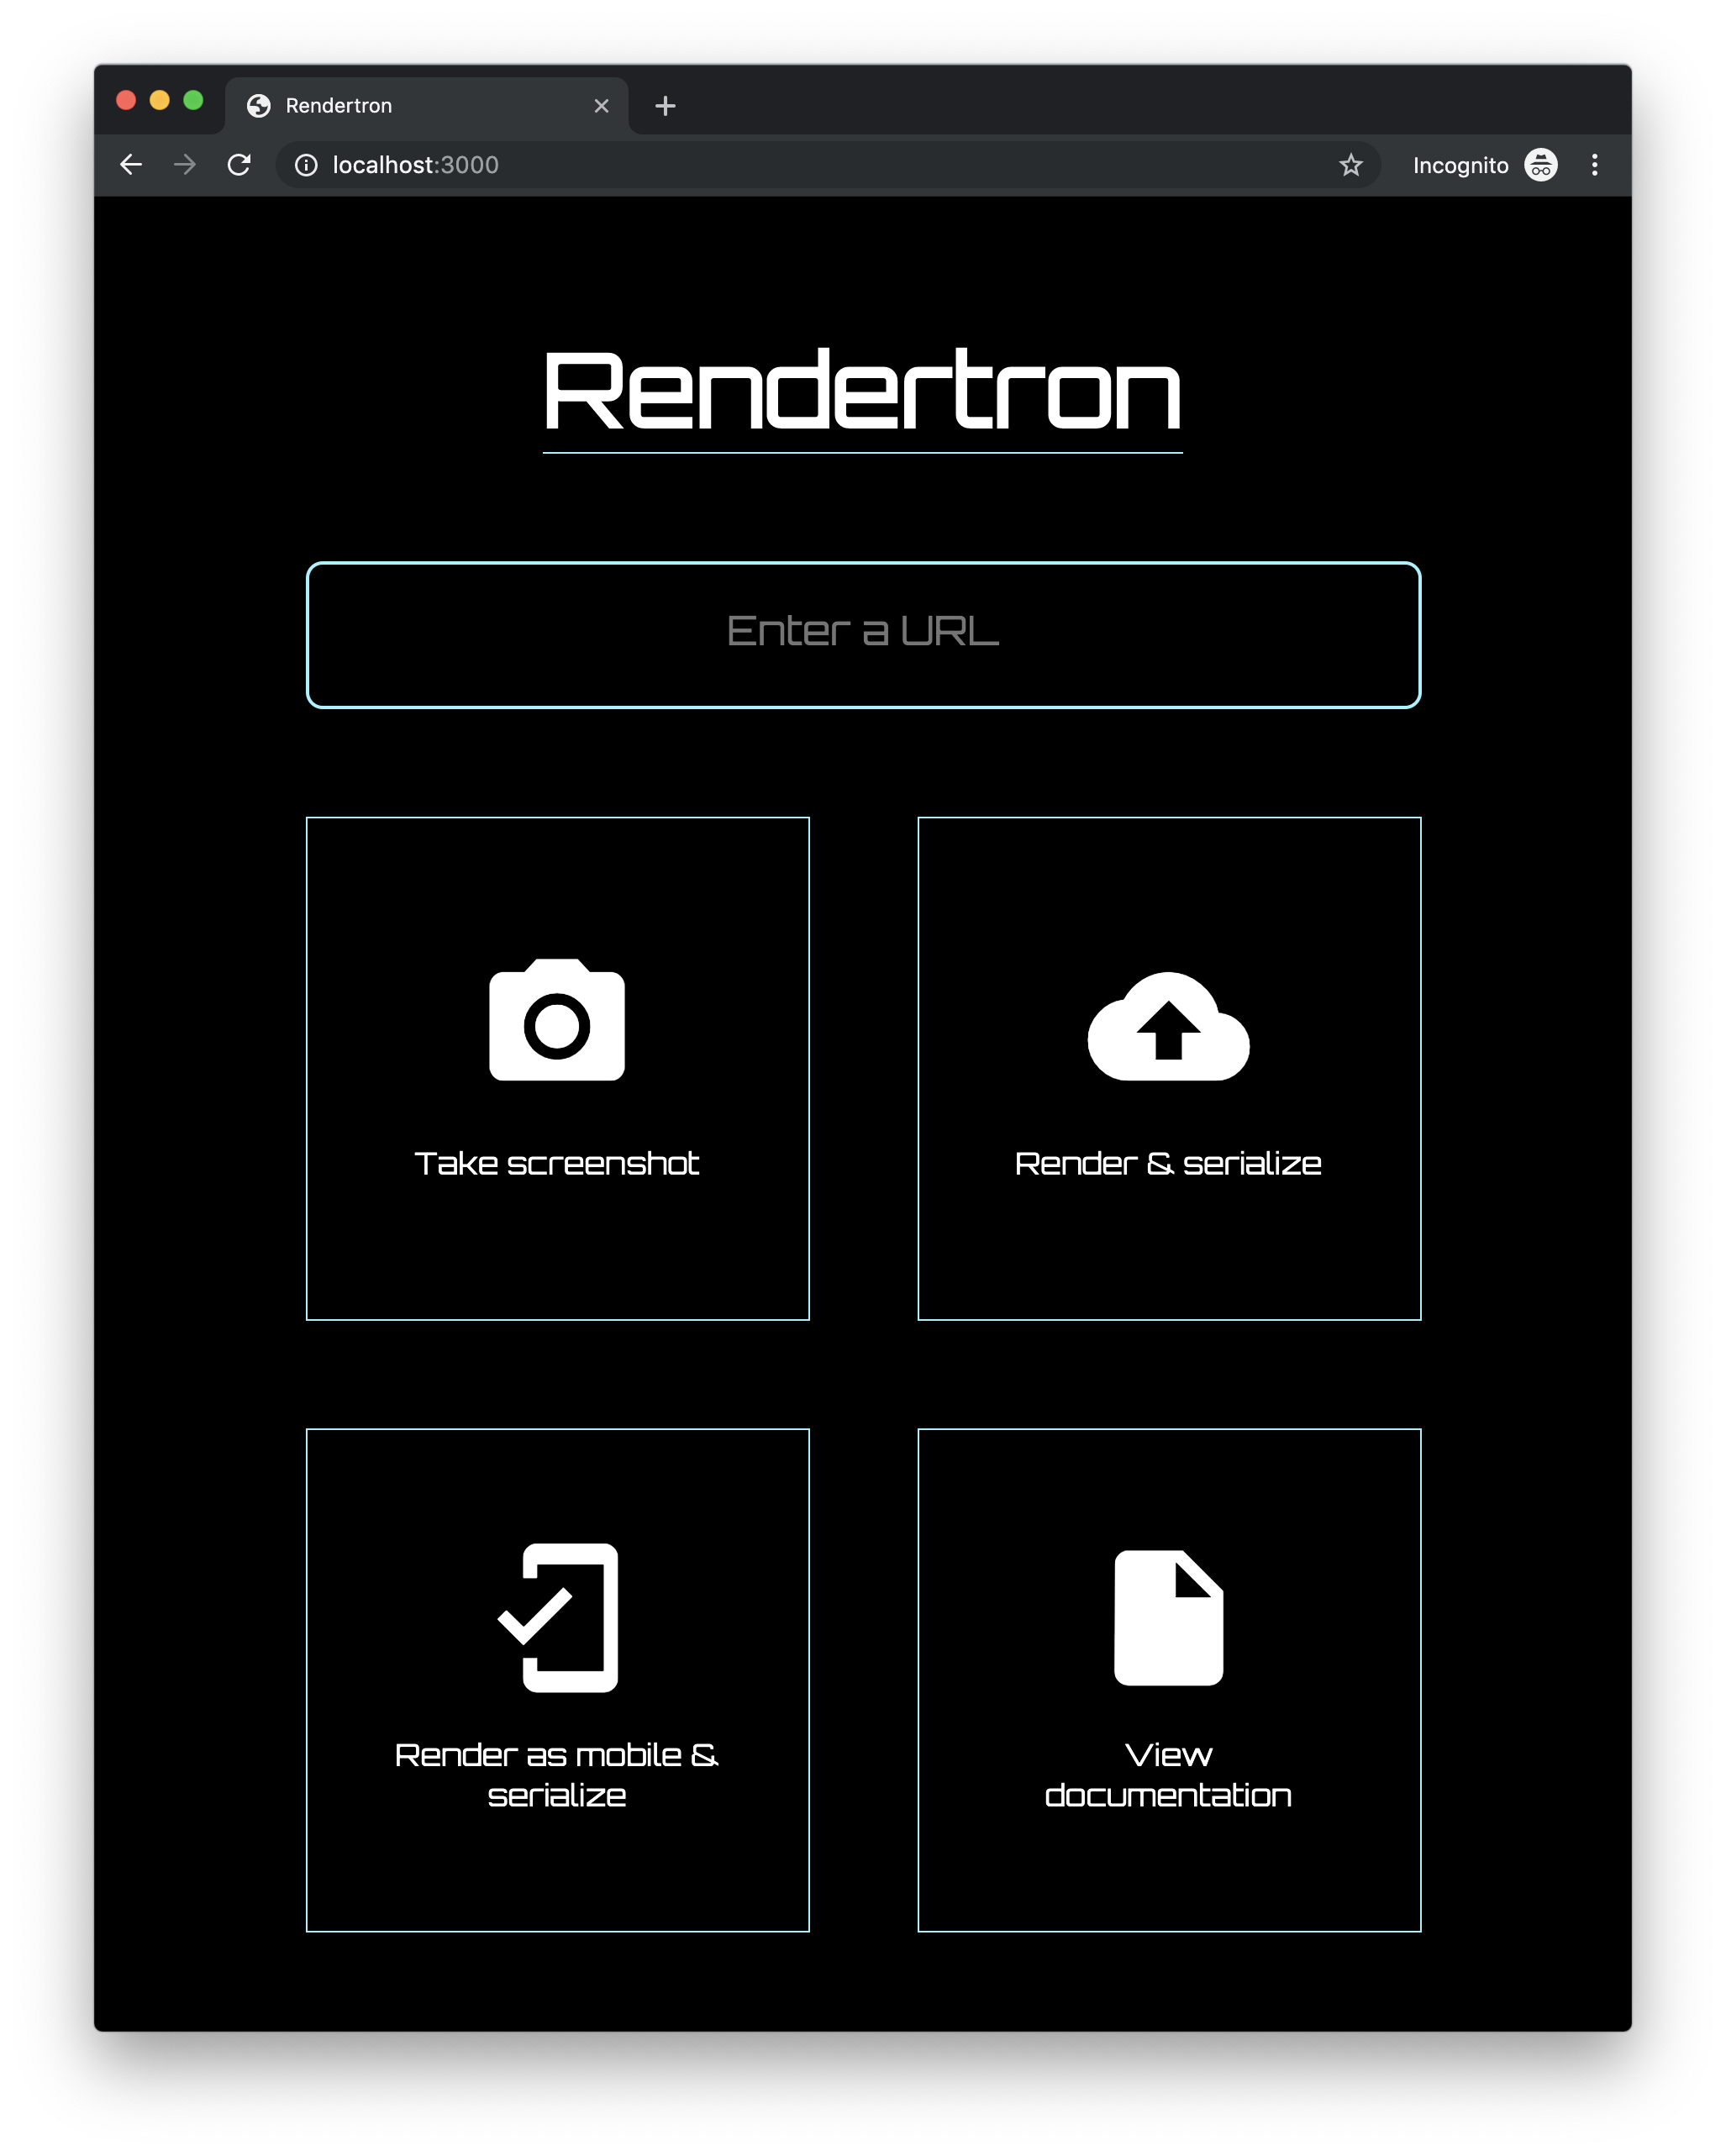 Rendertron
localhost:3000
Incognito
Rendertron
Enter a URL
Take screenshot
Render & serialize
Render as mobile &
serialize
View
documentation